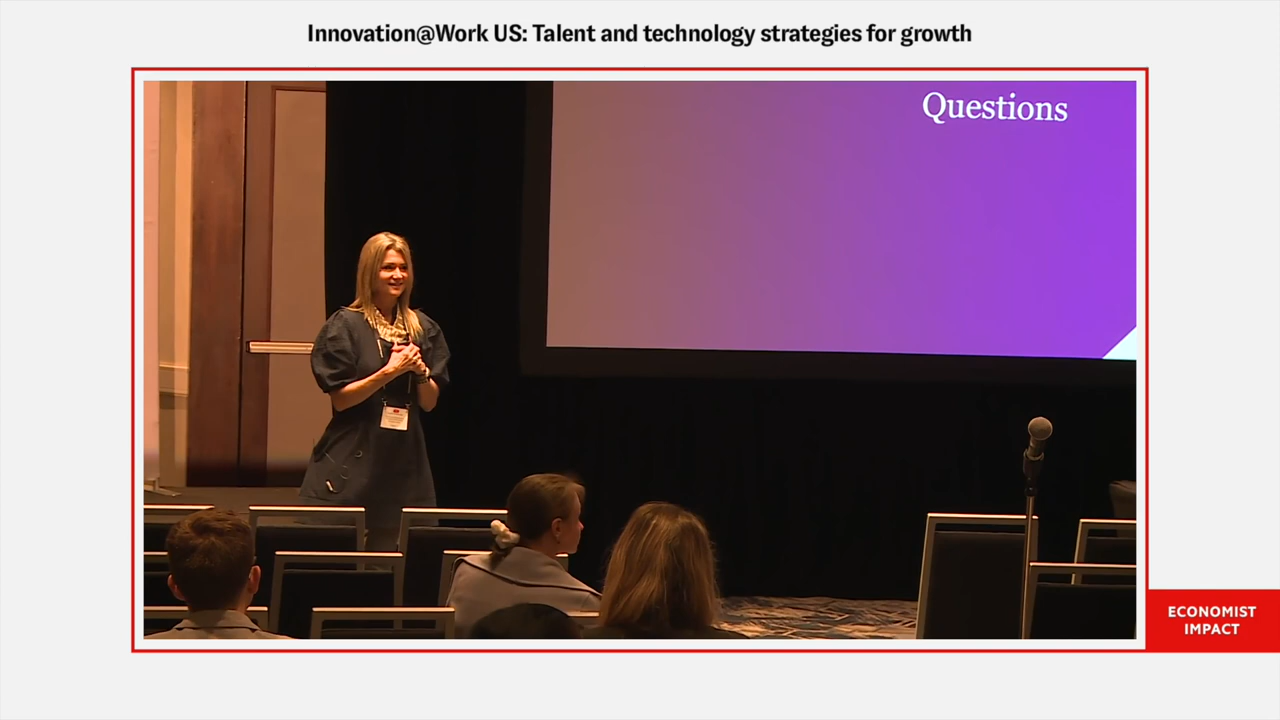 Innovation@Work US: Talent and technology strategies for growth
Questions
ECONOMIST
IMPACT